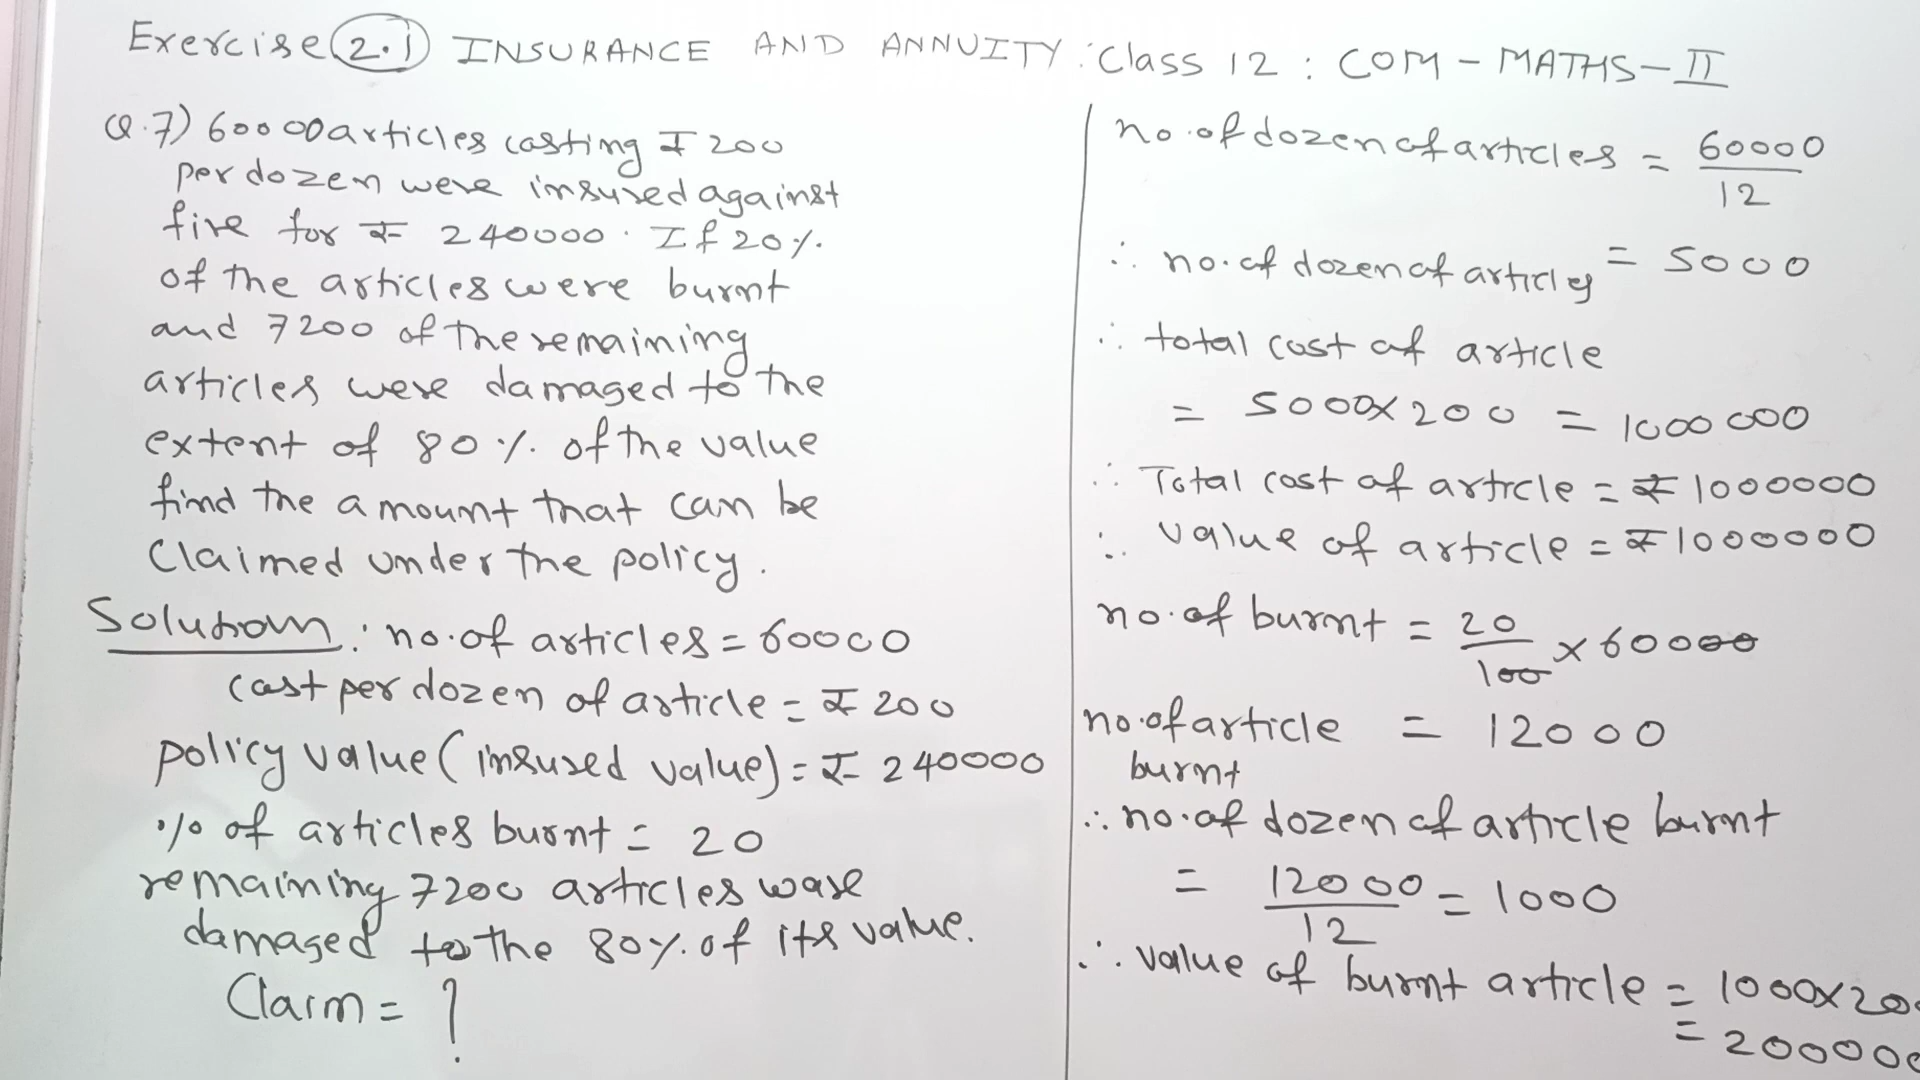 Exercise 2.1 INSURANCE AND ANNUITY : Class 12 : COM - MATHS - II
Q.7) 60000 articles costing ₹ 200
per dozen were insured against
fire for ₹ 240000. If 20%
of the articles were burnt
and 7200 of the remaining
articles were damaged to the
extent of 80% of the value
find the amount that can be
Claimed under the policy.
Solution : no. of articles = 60000
cost per dozen of article = ₹ 200
policy value (insured value) = ₹ 240000
% of articles burnt = 20
remaining 7200 articles wase
damaged to the 80% of its value.
Claim = ?
no. of dozen of articles = 60000/12
∴ no. of dozen of articles = 5000
∴ total cost of article
= 5000 × 200 = 1000000
∴ Total cost of article = ₹ 1000000
∴ value of article = ₹ 1000000
no. of burnt = 20/100 × 60000
no. of article burnt = 12000
∴ no. of dozen of article burnt
= 12000/12 = 1000
∴ value of burnt article = 1000 × 20
= 20000